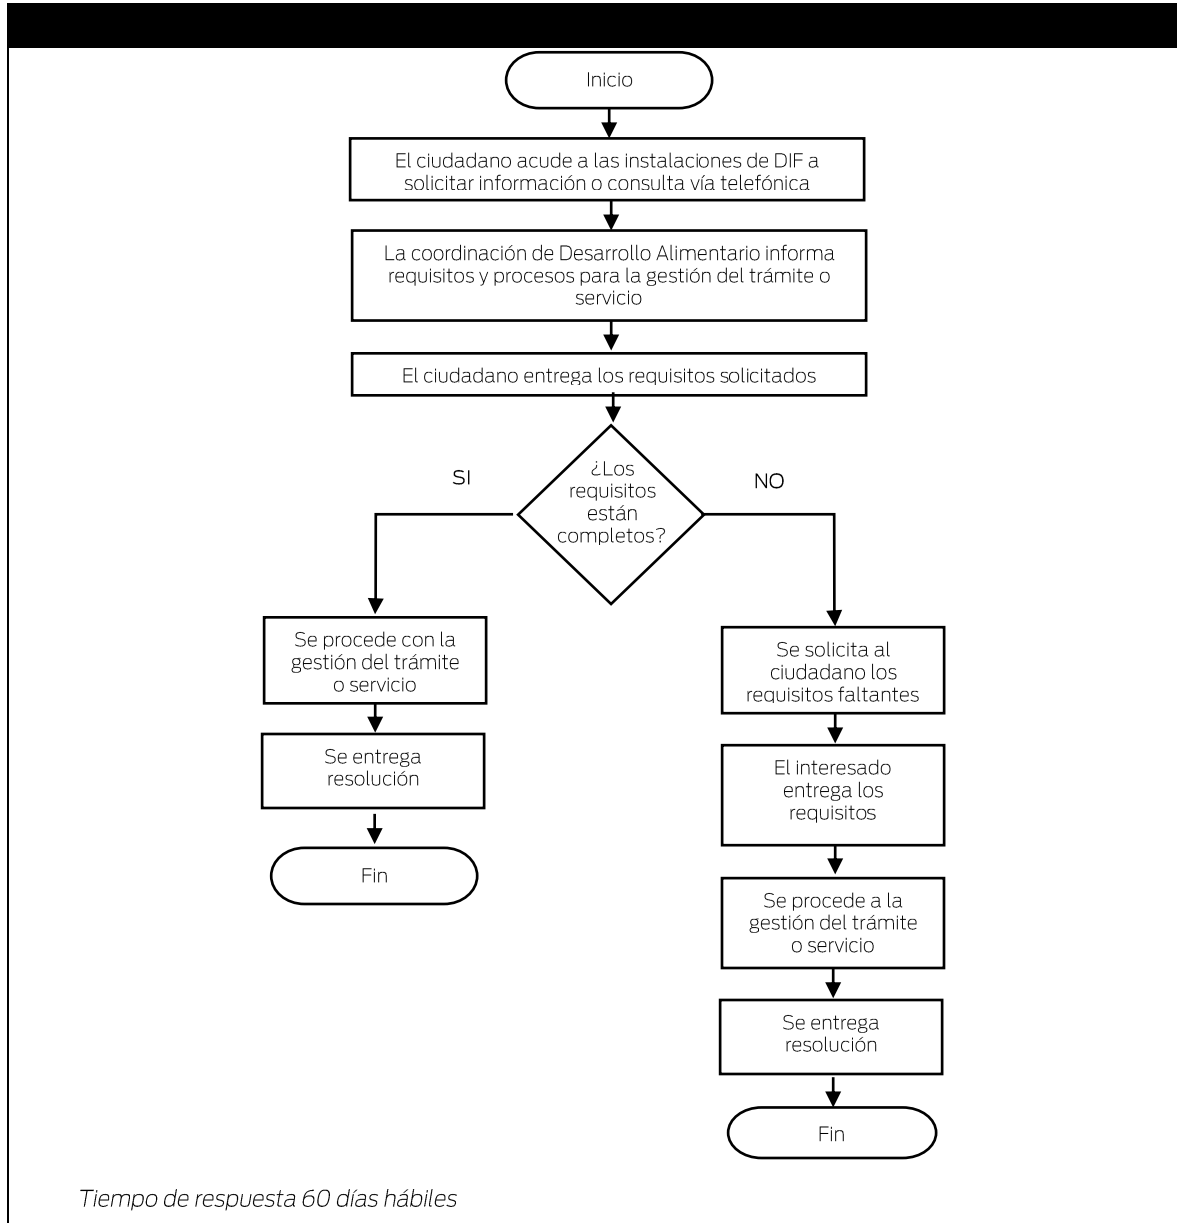 Inicio
El ciudadano acude a las instalaciones de DIF a
solicitar información o consulta vía telefónica
La coordinación de Desarrollo Alimentario informa
requisitos y procesos para la gestión del trámite o
servicio
El ciudadano entrega los requisitos solicitados
¿Los
requisitos
están
completos?
SI
NO
Se procede con la
gestión del trámite
o servicio
Se entrega
resolución
Fin
Se solicita al
ciudadano los
requisitos faltantes
El interesado
entrega los
requisitos
Se procede a la
gestión del trámite
o servicio
Se entrega
resolución
Fin
Tiempo de respuesta 60 días hábiles